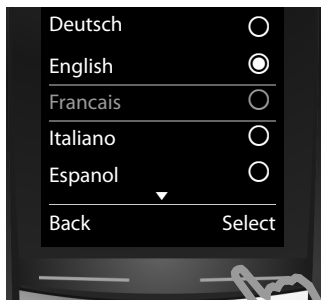 Deutsch
English
Francais
Italiano
Espanol
Back Select